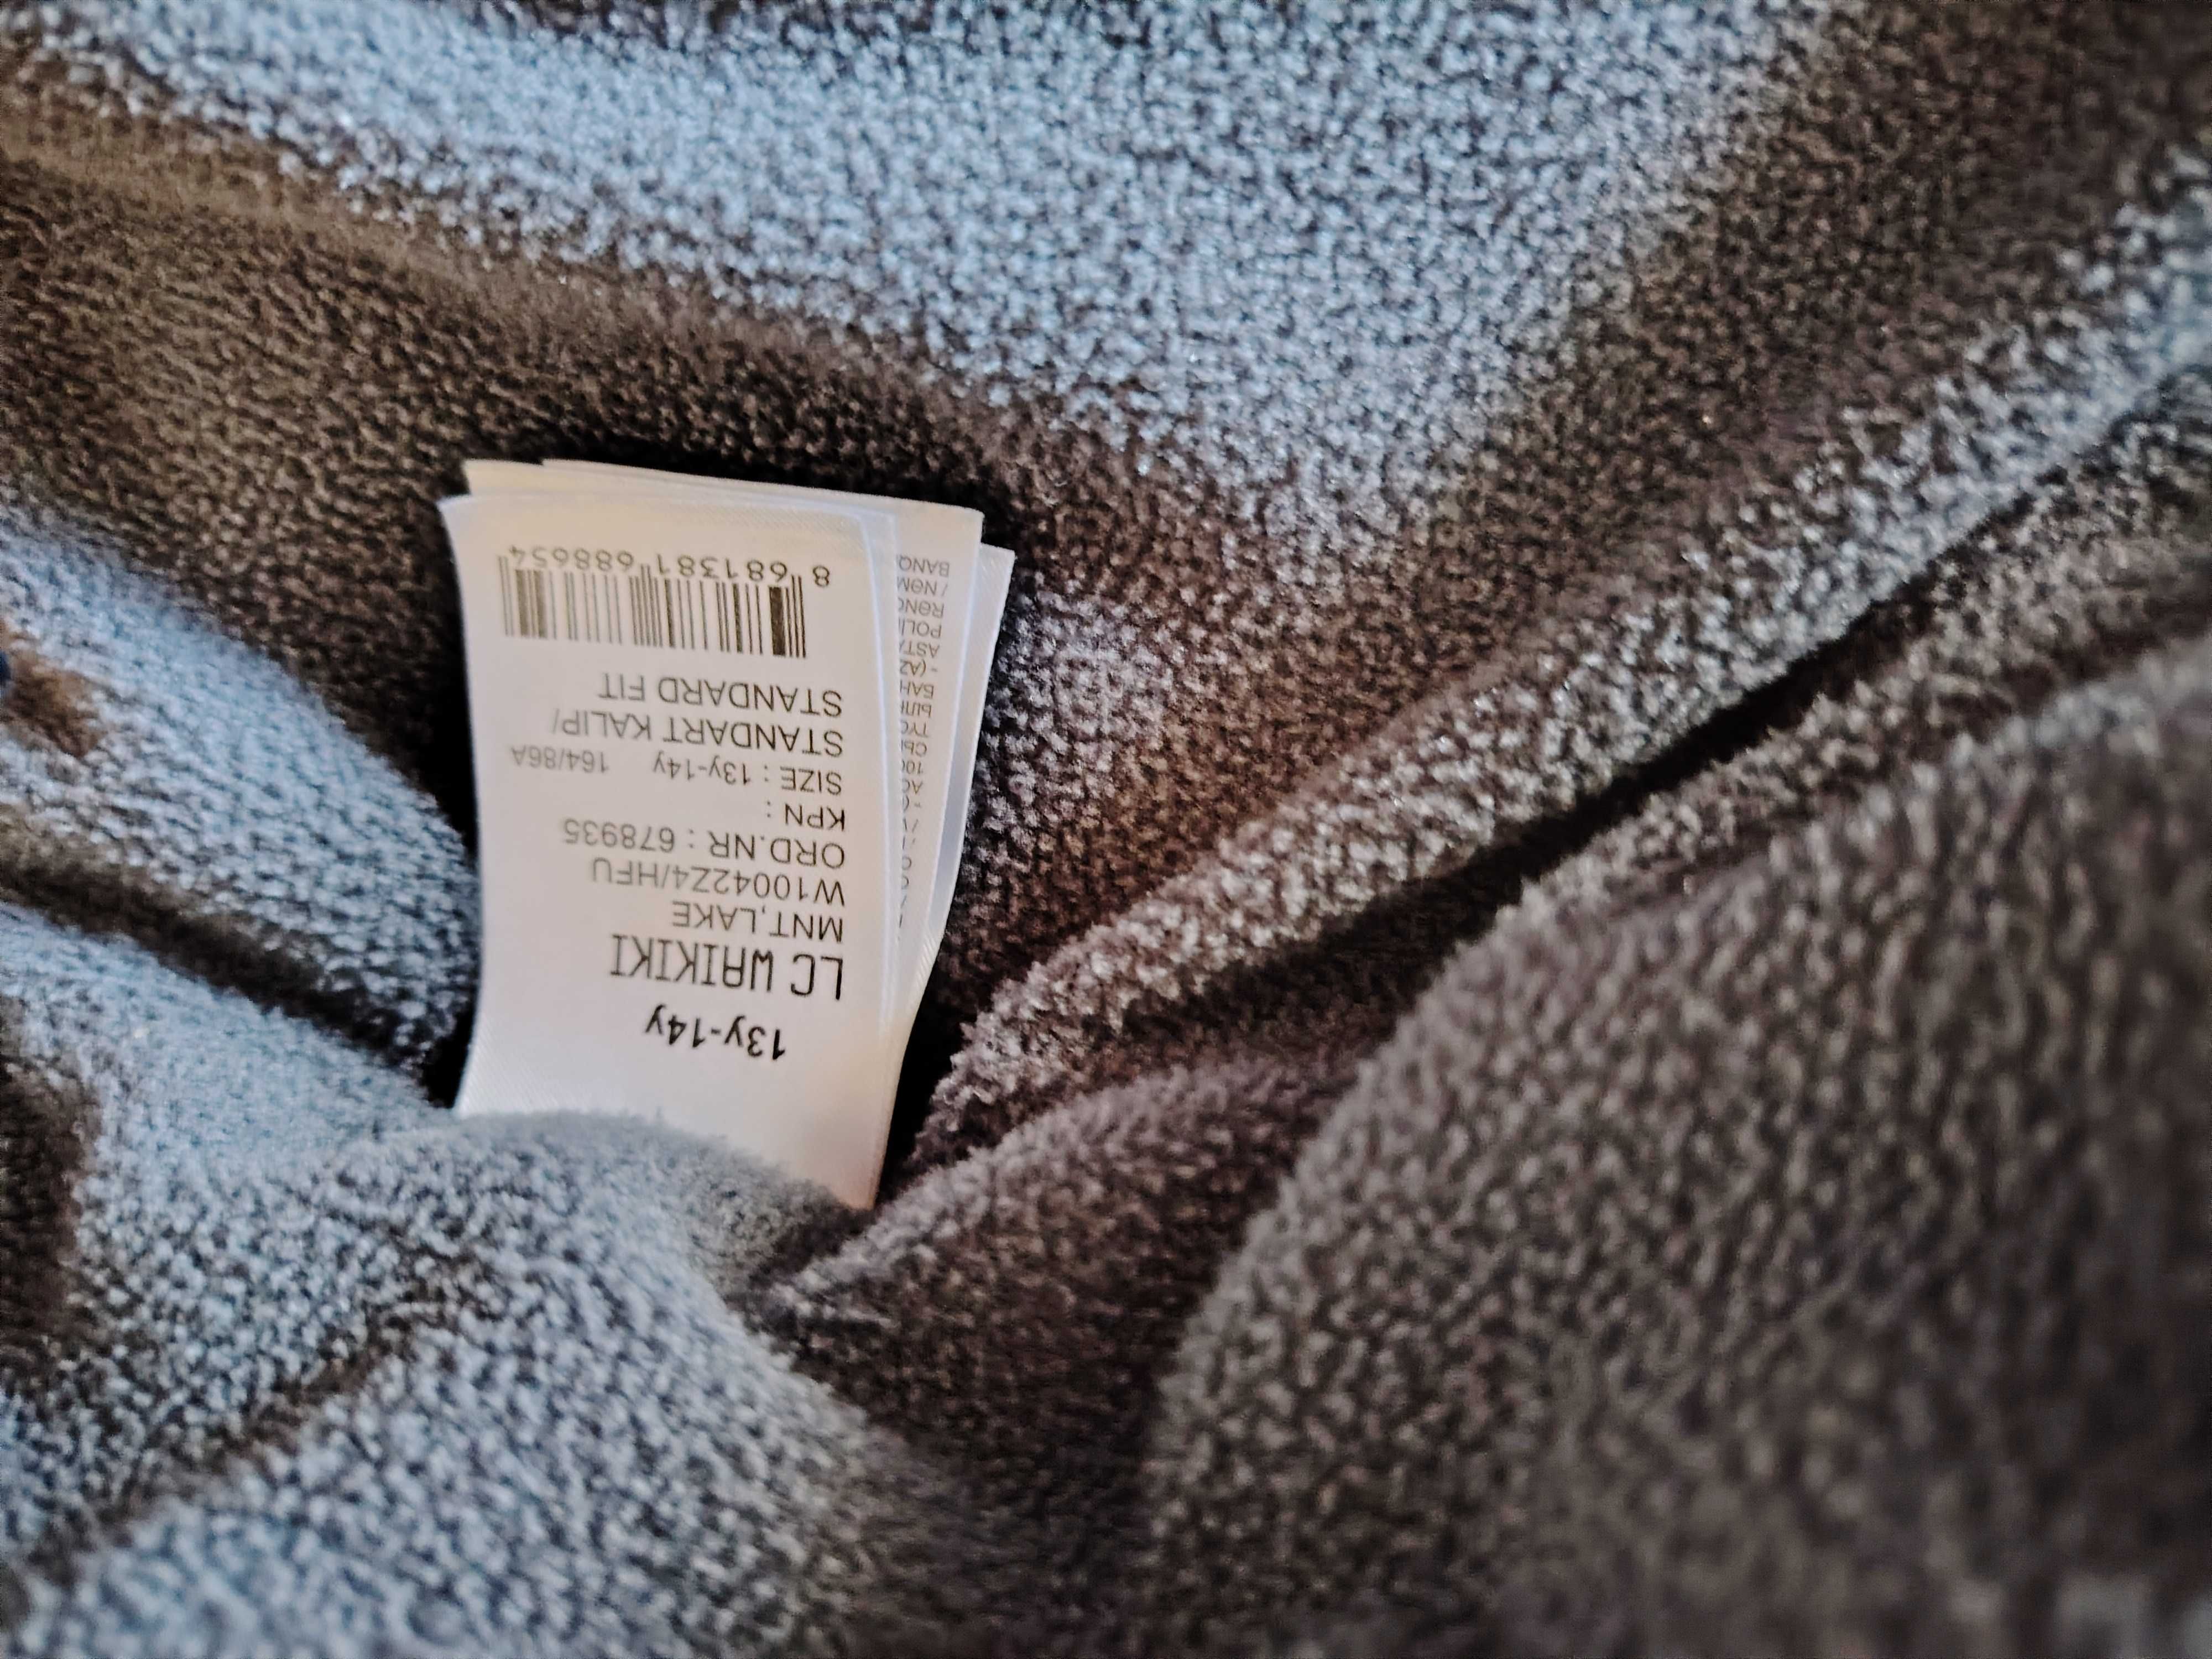 13y-14y
LC WAIKIKI
MNT,LAKE
W10042Z4/HFU
ORD.NR : 678935
KPN :
SIZE : 13y-14y 164/86A
STANDART KALIP/
STANDARD FIT
8 681381 688654